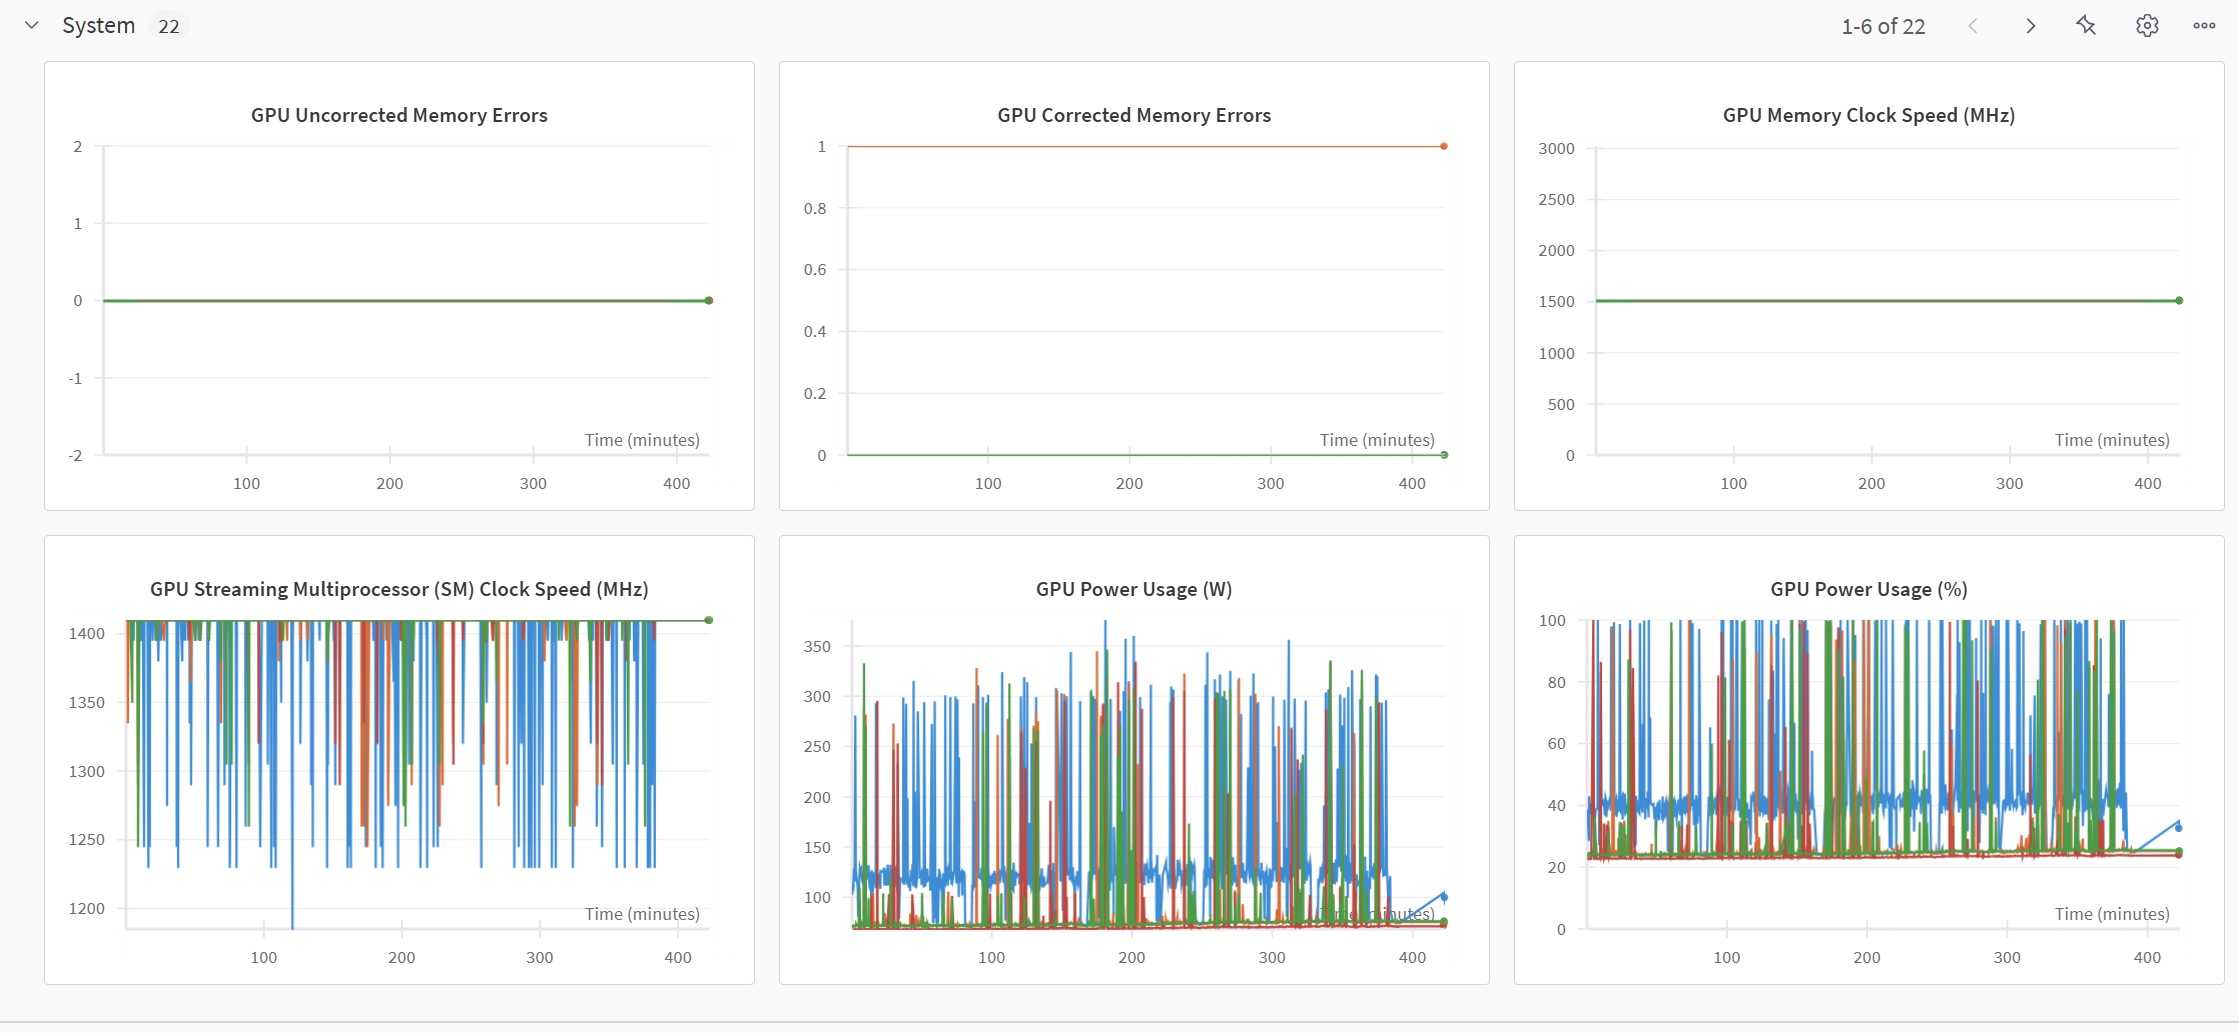 System 22
1-6 of 22
GPU Uncorrected Memory Errors
2
1
0
-1
-2
Time (minutes)
100 200 300 400
GPU Corrected Memory Errors
1
0.8
0.6
0.4
0.2
0
Time (minutes)
100 200 300 400
GPU Memory Clock Speed (MHz)
3000
2500
2000
1500
1000
500
0
Time (minutes)
100 200 300 400
GPU Streaming Multiprocessor (SM) Clock Speed (MHz)
1400
1350
1300
1250
1200
Time (minutes)
100 200 300 400
GPU Power Usage (W)
350
300
250
200
150
100
Time (minutes)
100 200 300 400
GPU Power Usage (%)
100
80
60
40
20
0
Time (minutes)
100 200 300 400